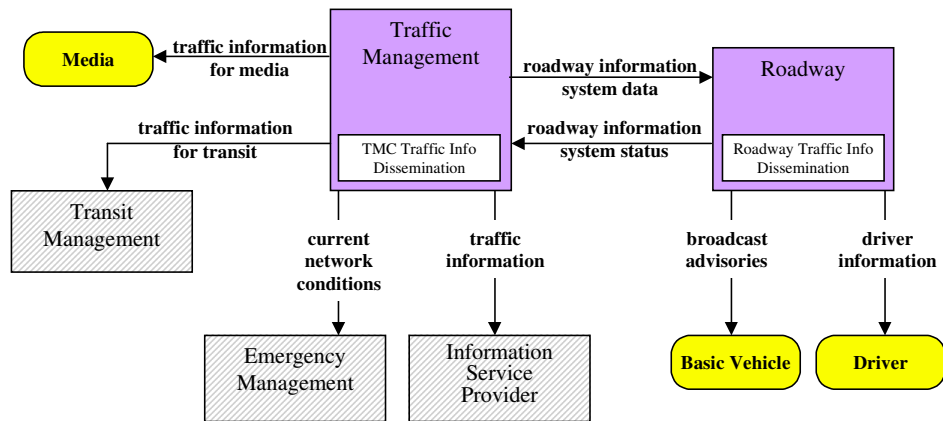 Media
traffic information
for media
Traffic
Management
TMC Traffic Info
Dissemination
roadway information
system data
roadway information
system status
Roadway
Roadway Traffic Info
Dissemination
traffic information
for transit
Transit
Management
current
network
conditions
traffic
information
broadcast
advisories
driver
information
Emergency
Management
Information
Service
Provider
Basic Vehicle
Driver